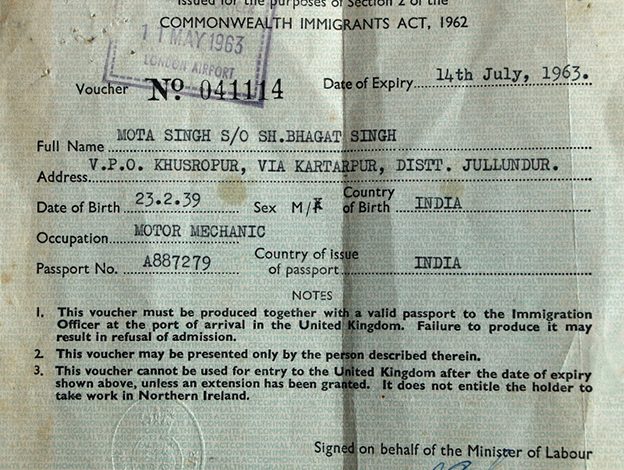 Issued for the purposes of Section 2 of the
COMMONWEALTH IMMIGRANTS ACT, 1962
11 MAY 1963
LONDON AIRPORT
Voucher No. 041114 Date of Expiry 14th July, 1963.
Full Name MOTA SINGH S/O SH.BHAGAT SINGH
Address V.P.O. KHUSROPUR, VIA KARTARPUR, DISTT. JULLUNDUR.
Date of Birth 23.2.39 Sex M/F Country of Birth INDIA
Occupation MOTOR MECHANIC
Passport No. A887279 Country of issue of passport INDIA
NOTES
1. This voucher must be produced together with a valid passport to the Immigration
Officer at the port of arrival in the United Kingdom. Failure to produce it may
result in refusal of admission.
2. This voucher may be presented only by the person described therein.
3. This voucher cannot be used for entry to the United Kingdom after the date of expiry
shown above, unless an extension has been granted. It does not entitle the holder to
take work in Northern Ireland.
Signed on behalf of the Minister of Labour